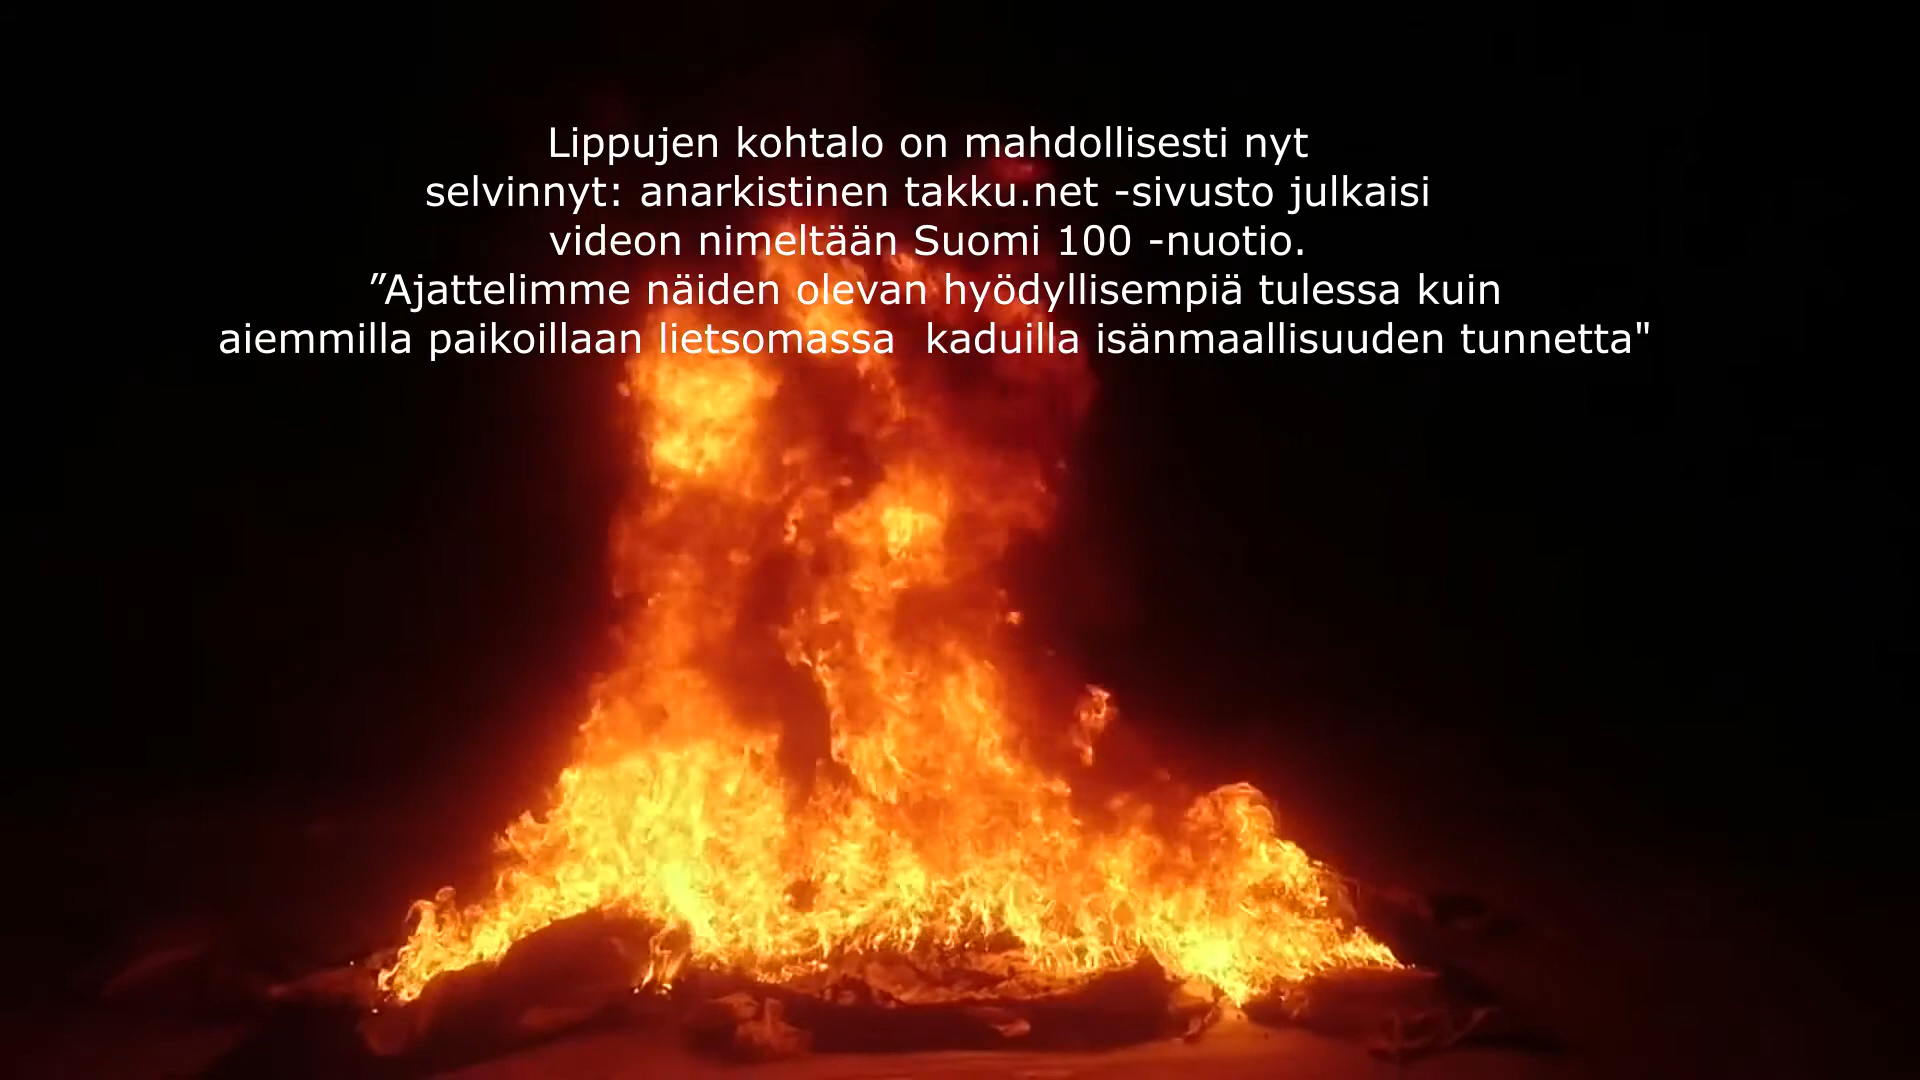 Lippujen kohtalo on mahdollisesti nyt
selvinnyt: anarkistinen takku.net -sivusto julkaisi
videon nimeltään Suomi 100 -nuotio.
”Ajattelimme näiden olevan hyödyllisempiä tulessa kuin
aiemmilla paikoillaan lietsomassa  kaduilla isänmaallisuuden tunnetta"